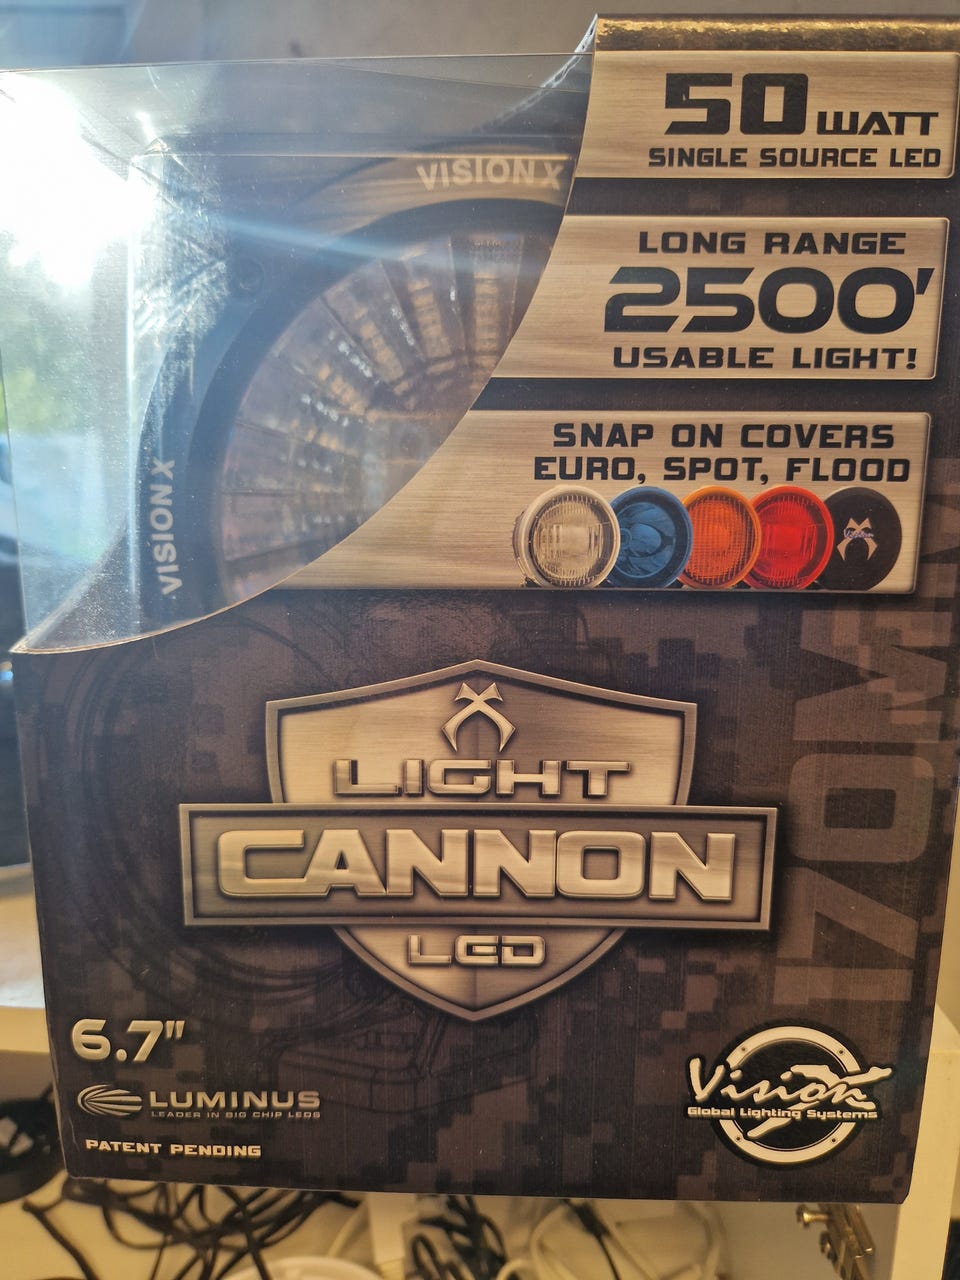 50 WATT
SINGLE SOURCE LED
VISION X
LONG RANGE
2500'
USABLE LIGHT!
SNAP ON COVERS
EURO, SPOT, FLOOD
VISION X
LIGHT
CANNON
LED
170MM
6.7"
LUMINUS
LEADER IN BIG CHIP LEDS
PATENT PENDING
Vision X
Global Lighting Systems